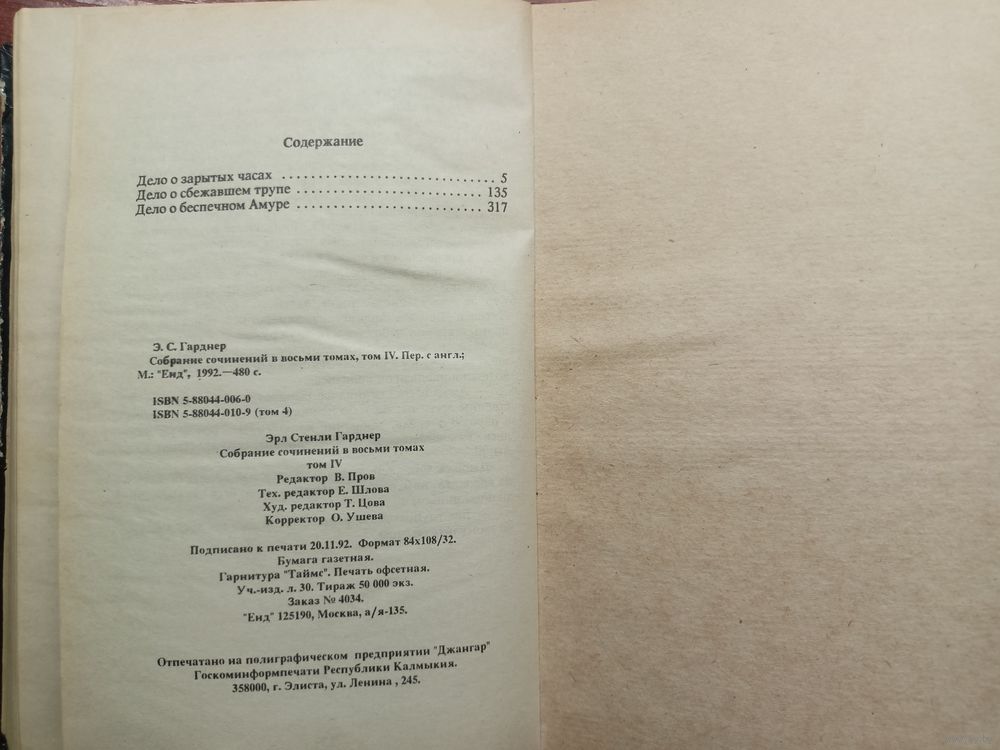 Содержание
Дело о зарытых часах . . . . . . . . . . . . . . . . . . . . . . . . . . . . . 5
Дело о сбежавшем трупе . . . . . . . . . . . . . . . . . . . . . . . . . 135
Дело о беспечном Амуре . . . . . . . . . . . . . . . . . . . . . . . . . 317
Э. С. Гарднер
Собрание сочинений в восьми томах, том IV. Пер. с англ.;
М.: "Енд", 1992.—480 с.
ISBN 5-88044-006-0
ISBN 5-88044-010-9 (том 4)
Эрл Стенли Гарднер
Собрание сочинений в восьми томах
том IV
Редактор В. Пров
Тех. редактор Е. Шлова
Худ. редактор Т. Цова
Корректор О. Ушева
Подписано к печати 20.11.92. Формат 84х108/32.
Бумага газетная.
Гарнитура "Таймс". Печать офсетная.
Уч.-изд. л. 30. Тираж 50 000 экз.
Заказ № 4034.
"Енд" 125190, Москва, а/я-135.
Отпечатано на полиграфическом предприятии "Джангар"
Госкоминформпечати Республики Калмыкия.
358000, г. Элиста, ул. Ленина , 245.